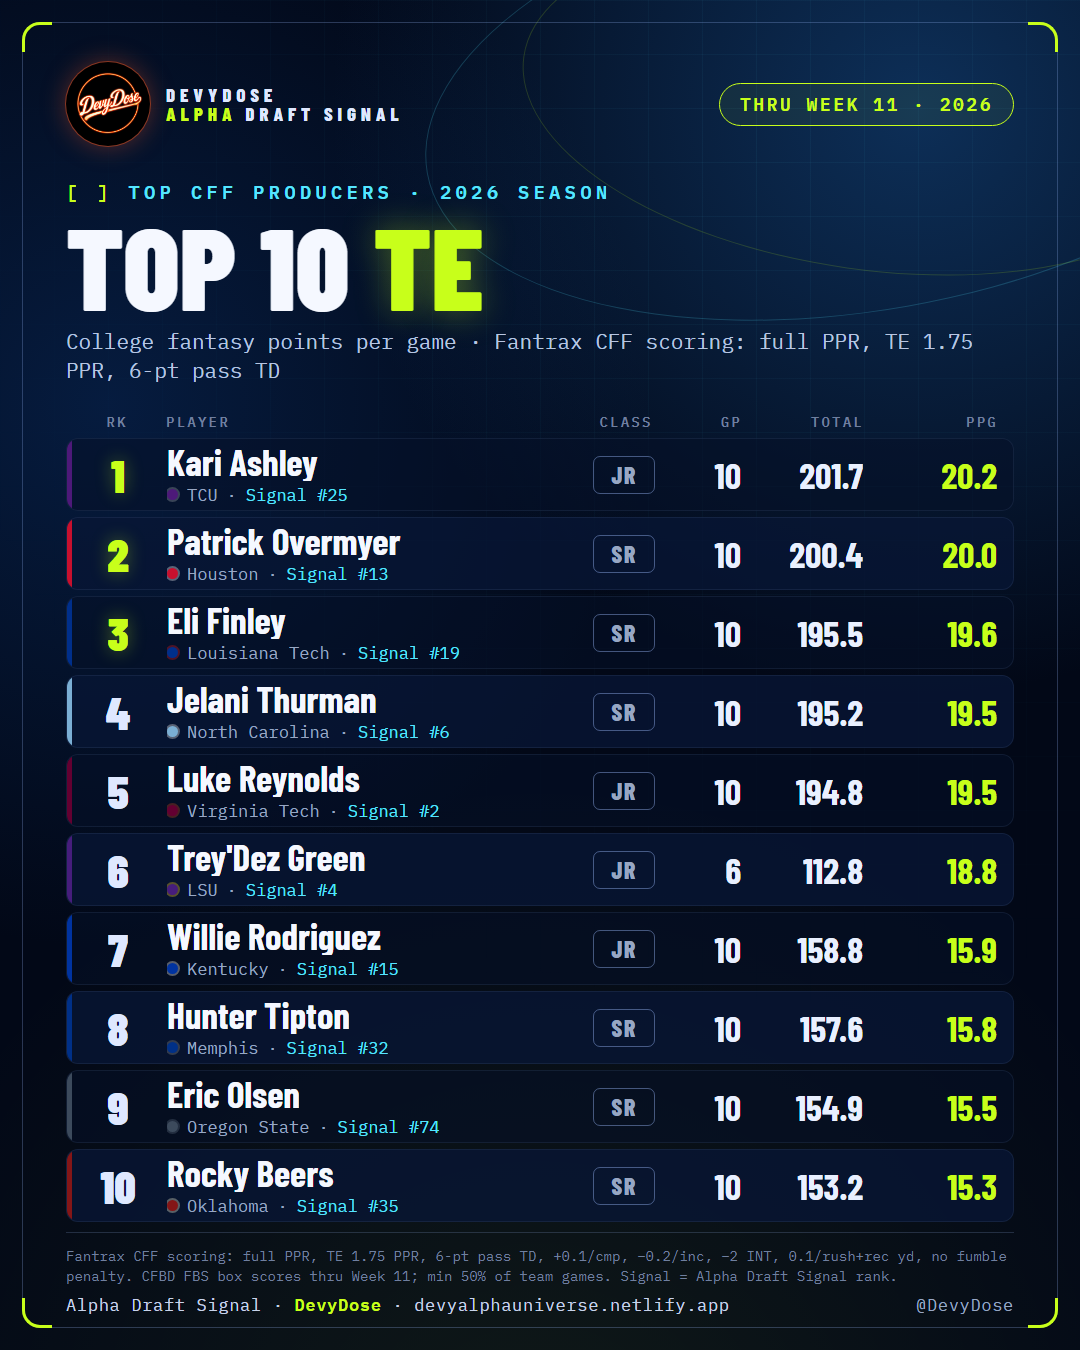 DevyDose
DEVYDOSE
ALPHA DRAFT SIGNAL
THRU WEEK 11 · 2026
[ ] TOP CFF PRODUCERS · 2026 SEASON
TOP 10 TE
College fantasy points per game · Fantrax CFF scoring: full PPR, TE 1.75
PPR, 6-pt pass TD
RK PLAYER CLASS GP TOTAL PPG
1 Kari Ashley JR 10 201.7 20.2
TCU · Signal #25
2 Patrick Overmyer SR 10 200.4 20.0
Houston · Signal #13
3 Eli Finley SR 10 195.5 19.6
Louisiana Tech · Signal #19
4 Jelani Thurman SR 10 195.2 19.5
North Carolina · Signal #6
5 Luke Reynolds JR 10 194.8 19.5
Virginia Tech · Signal #2
6 Trey'Dez Green JR 6 112.8 18.8
LSU · Signal #4
7 Willie Rodriguez JR 10 158.8 15.9
Kentucky · Signal #15
8 Hunter Tipton SR 10 157.6 15.8
Memphis · Signal #32
9 Eric Olsen SR 10 154.9 15.5
Oregon State · Signal #74
10 Rocky Beers SR 10 153.2 15.3
Oklahoma · Signal #35
Fantrax CFF scoring: full PPR, TE 1.75 PPR, 6-pt pass TD, +0.1/cmp, −0.2/inc, −2 INT, 0.1/rush+rec yd, no fumble
penalty. CFBD FBS box scores thru Week 11; min 50% of team games. Signal = Alpha Draft Signal rank.
Alpha Draft Signal · DevyDose · devyalphauniverse.netlify.app @DevyDose